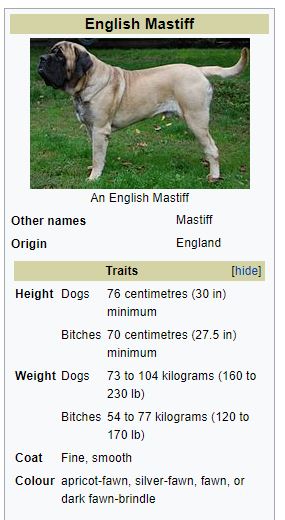 English Mastiff
An English Mastiff
Other names Mastiff
Origin England
Traits [hide]
Height Dogs 76 centimetres (30 in)
minimum
Bitches 70 centimetres (27.5 in)
minimum
Weight Dogs 73 to 104 kilograms (160 to
230 lb)
Bitches 54 to 77 kilograms (120 to
170 lb)
Coat Fine, smooth
Colour apricot-fawn, silver-fawn, fawn, or
dark fawn-brindle